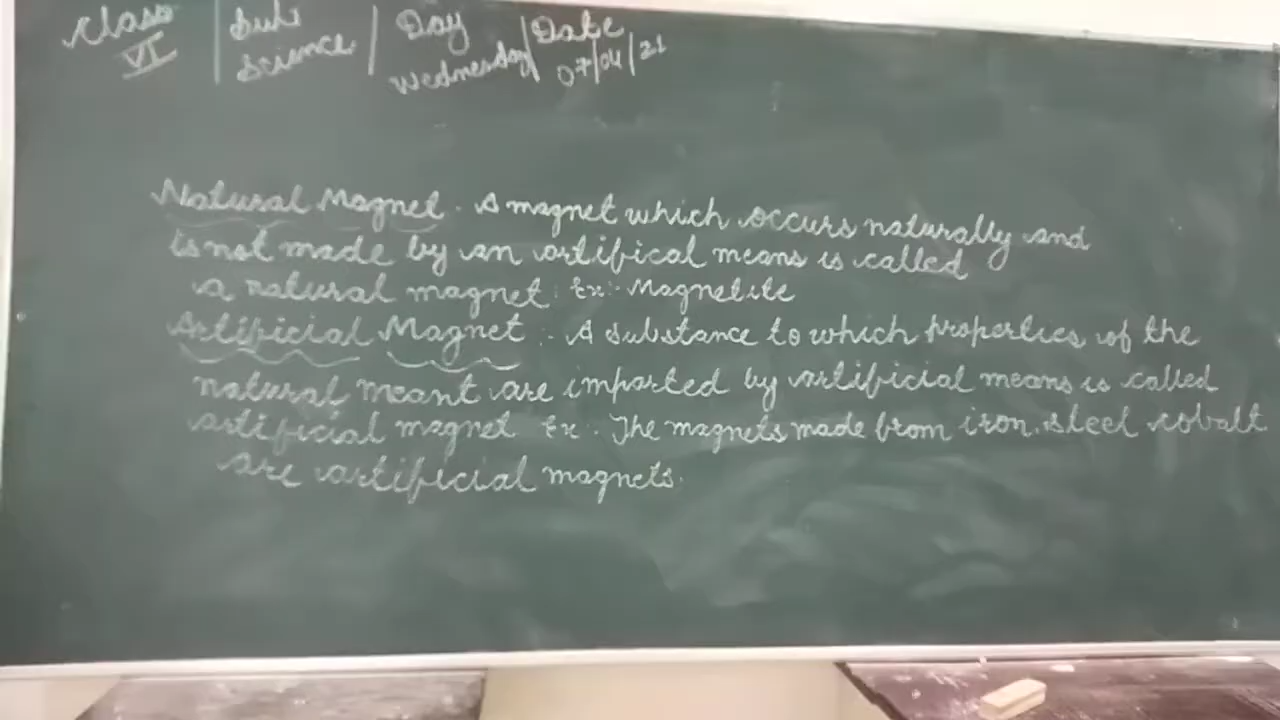 Class | Sub | Day | Date
VI | Science | Wednesday | 07/04/21
Natural Magnet. A magnet which occurs naturally and
is not made by an artifical means is called
a natural magnet. Ex:- Magnetite
Artificial Magnet :- A substance to which properties of the
natural meant are imparted by artificial means is called
artificial magnet Ex. The magnets made from iron, steel cobalt
are artificial magnets.